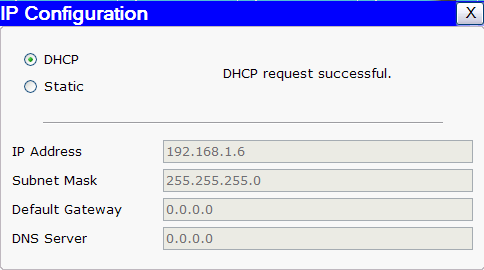 IP Configuration
X
DHCP
DHCP request successful.
Static
IP Address
192.168.1.6
Subnet Mask
255.255.255.0
Default Gateway
0.0.0.0
DNS Server
0.0.0.0